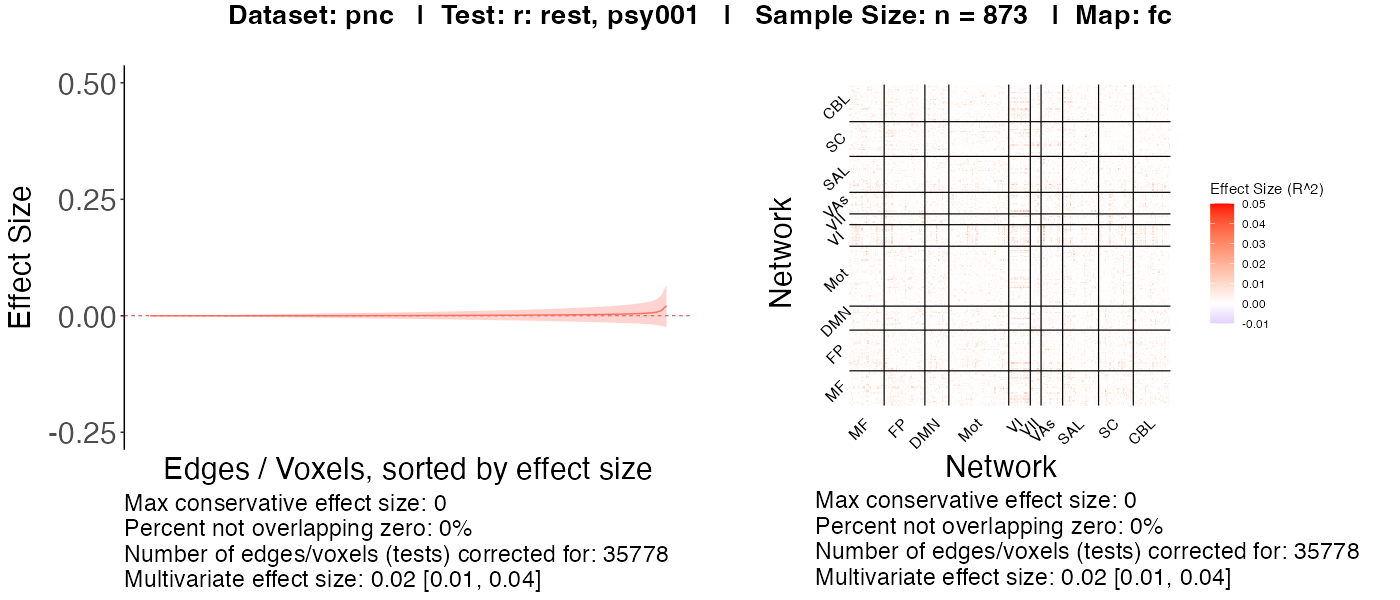 Dataset: pnc | Test: r: rest, psy001 | Sample Size: n = 873 | Map: fc
Effect Size
0.50
0.25
0.00
-0.25
Edges / Voxels, sorted by effect size
Max conservative effect size: 0
Percent not overlapping zero: 0%
Number of edges/voxels (tests) corrected for: 35778
Multivariate effect size: 0.02 [0.01, 0.04]
Network
CBL
SC
SAL
VAs
VII
VI
Mot
DMN
FP
MF
MF
FP
DMN
Mot
VI
VII
VAs
SAL
SC
CBL
Network
Effect Size (R^2)
0.05
0.04
0.03
0.02
0.01
0.00
-0.01
Max conservative effect size: 0
Percent not overlapping zero: 0%
Number of edges/voxels (tests) corrected for: 35778
Multivariate effect size: 0.02 [0.01, 0.04]